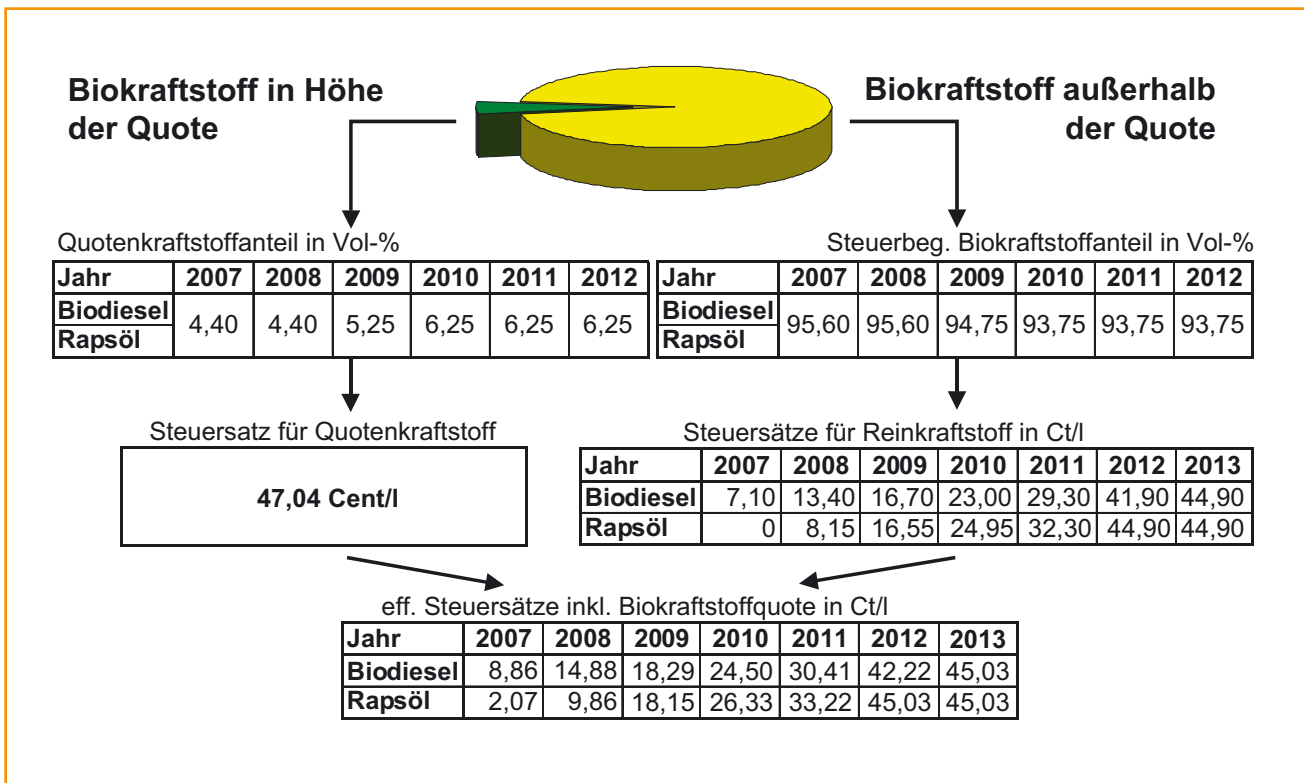 Biokraftstoff in Höhe
der Quote
Biokraftstoff außerhalb
der Quote
Quotenkraftstoffanteil in Vol-%
Jahr 2007 2008 2009 2010 2011 2012
Biodiesel
Rapsöl
4,40 4,40 5,25 6,25 6,25 6,25
Steuerbeg. Biokraftstoffanteil in Vol-%
Jahr 2007 2008 2009 2010 2011 2012
Biodiesel
Rapsöl
95,60 95,60 94,75 93,75 93,75 93,75
Steuersatz für Quotenkraftstoff
47,04 Cent/l
Steuersätze für Reinkraftstoff in Ct/l
Jahr 2007 2008 2009 2010 2011 2012 2013
Biodiesel 7,10 13,40 16,70 23,00 29,30 41,90 44,90
Rapsöl 0 8,15 16,55 24,95 32,30 44,90 44,90
eff. Steuersätze inkl. Biokraftstoffquote in Ct/l
Jahr 2007 2008 2009 2010 2011 2012 2013
Biodiesel 8,86 14,88 18,29 24,50 30,41 42,22 45,03
Rapsöl 2,07 9,86 18,15 26,33 33,22 45,03 45,03